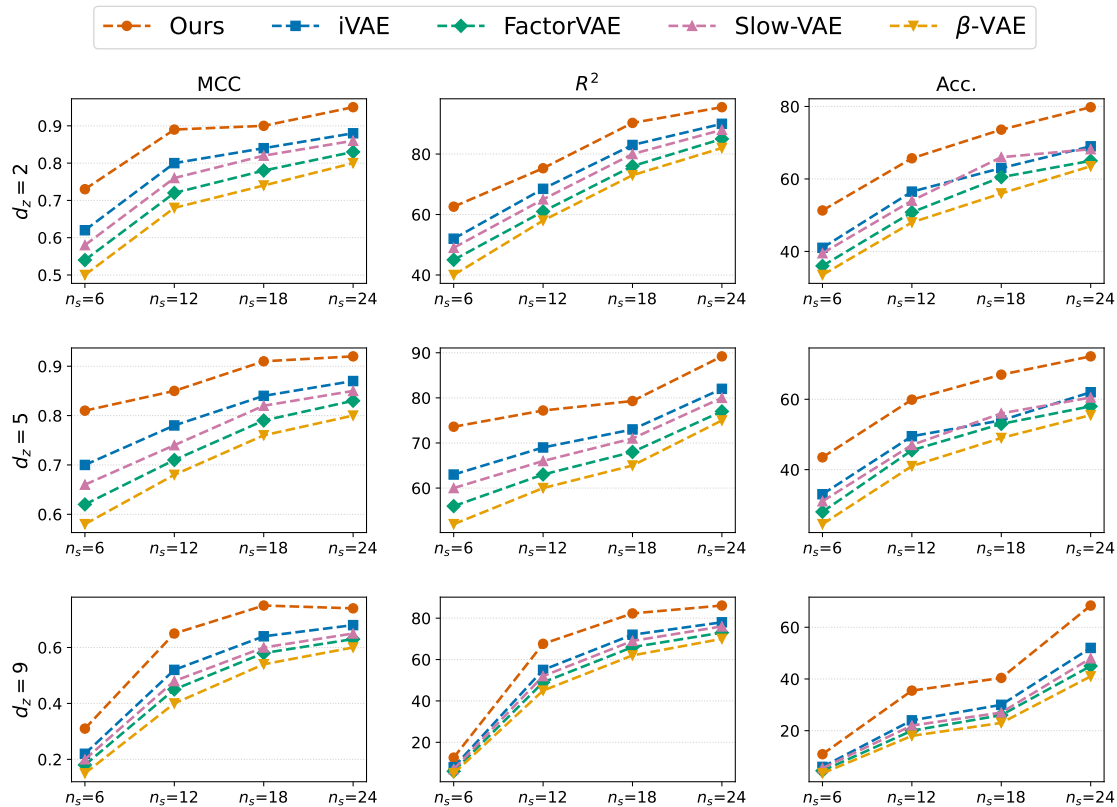 Ours iVAE FactorVAE Slow-VAE β-VAE
MCC R² Acc.
d_z = 2
0.9 0.8 0.7 0.6 0.5
80 60 40
80 60 40
n_s=6 n_s=12 n_s=18 n_s=24 n_s=6 n_s=12 n_s=18 n_s=24 n_s=6 n_s=12 n_s=18 n_s=24
d_z = 5
0.9 0.8 0.7 0.6
90 80 70 60
60 40
n_s=6 n_s=12 n_s=18 n_s=24 n_s=6 n_s=12 n_s=18 n_s=24 n_s=6 n_s=12 n_s=18 n_s=24
d_z = 9
0.6 0.4 0.2
80 60 40 20
60 40 20
n_s=6 n_s=12 n_s=18 n_s=24 n_s=6 n_s=12 n_s=18 n_s=24 n_s=6 n_s=12 n_s=18 n_s=24